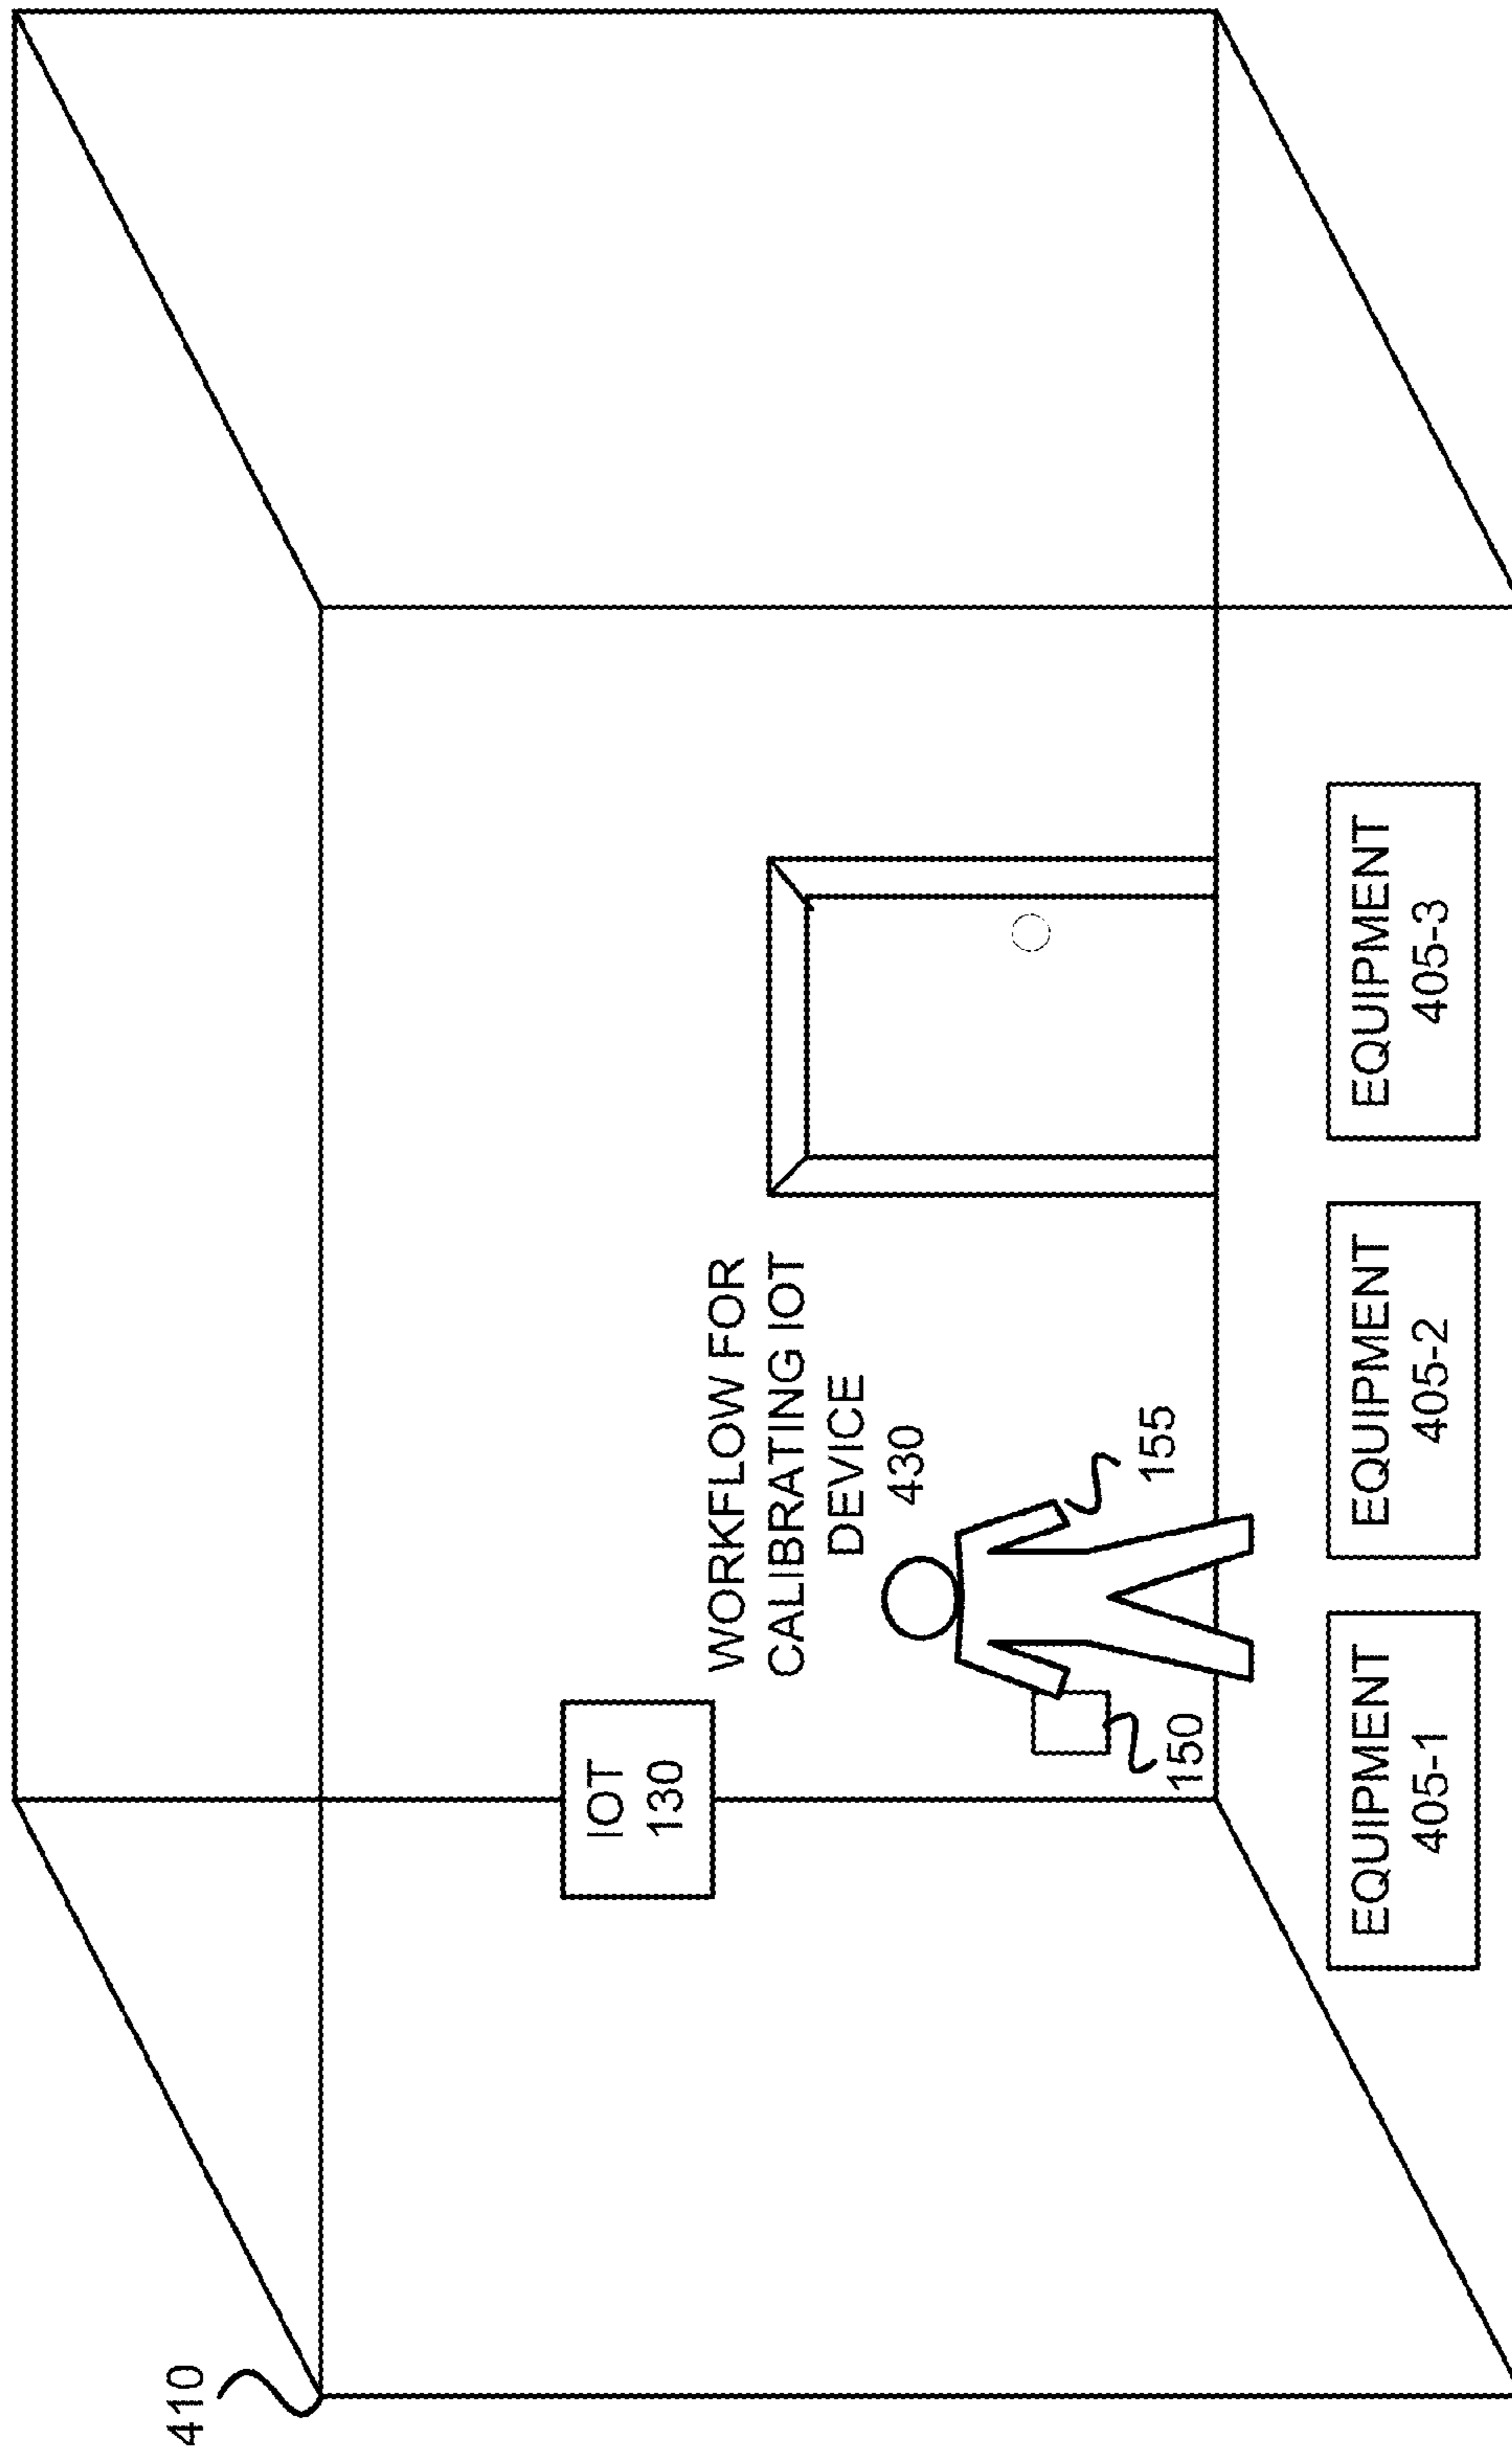 410
IOT
130
WORKFLOW FOR
CALIBRATING IOT
DEVICE
430
155
150
EQUIPMENT
405-1
EQUIPMENT
405-2
EQUIPMENT
405-3